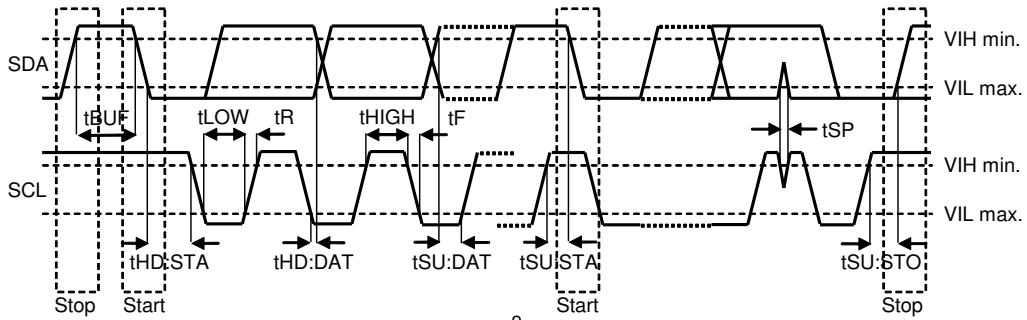 SDA
VIH min.
VIL max.
tBUF
tLOW
tR
tHIGH
tF
tSP
SCL
VIH min.
VIL max.
tHD:STA
tHD:DAT
tSU:DAT
tSU:STA
tSU:STO
Stop
Start
Start
Stop